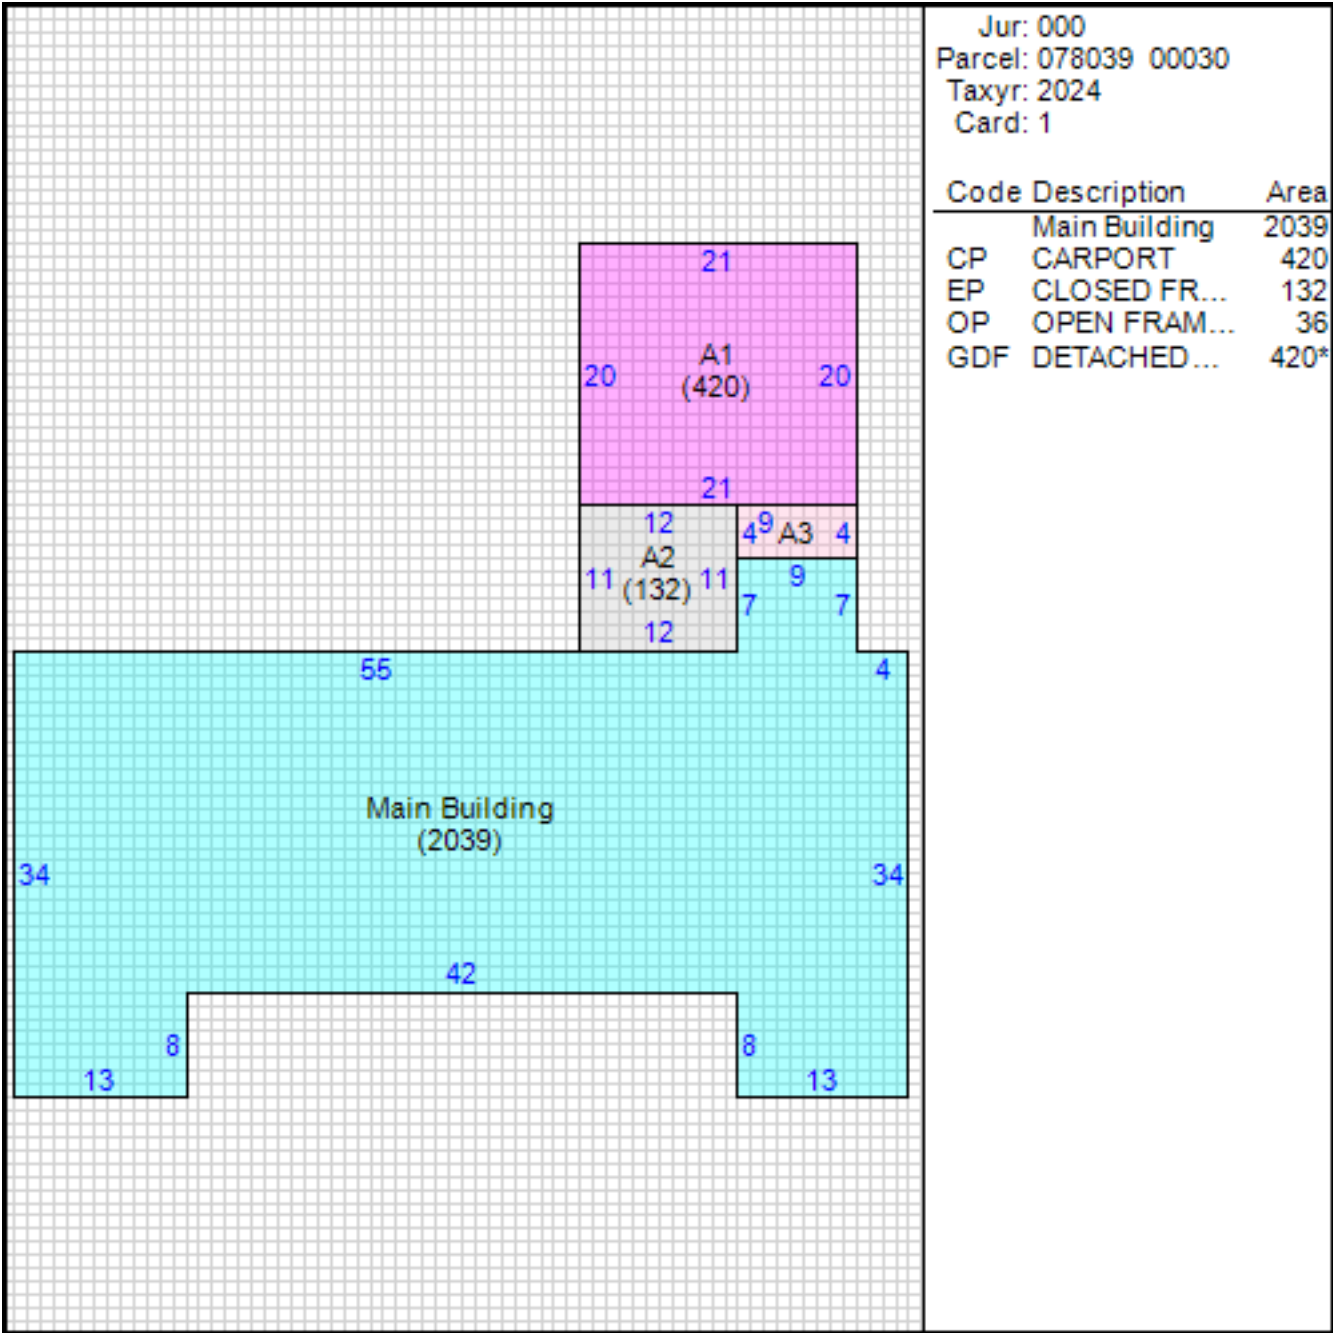 Jur: 000
Parcel: 078039 00030
Taxyr: 2024
Card: 1
Code Description Area
Main Building 2039
CP CARPORT 420
EP CLOSED FR... 132
OP OPEN FRAM... 36
GDF DETACHED... 420*
21
A1
(420)
20
20
21
12
A2
(132)
11
11
12
4
9
A3
4
9
7
7
55
4
Main Building
(2039)
34
34
42
8
8
13
13